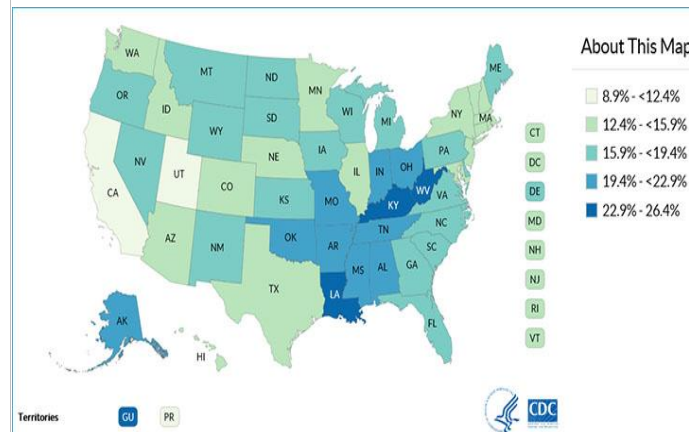 About This Map
8.9% - <12.4%
12.4% - <15.9%
15.9% - <19.4%
19.4% - <22.9%
22.9% - 26.4%
WA
MT
ND
MN
ME
OR
ID
SD
WI
MI
NY
MA
WY
IA
NE
PA
NV
IL
IN
OH
UT
CO
WV
CA
KS
MO
KY
VA
NC
TN
AZ
NM
OK
AR
SC
MS
AL
GA
TX
LA
FL
AK
HI
CT
DC
DE
MD
NH
NJ
RI
VT
Territories
GU
PR
CDC